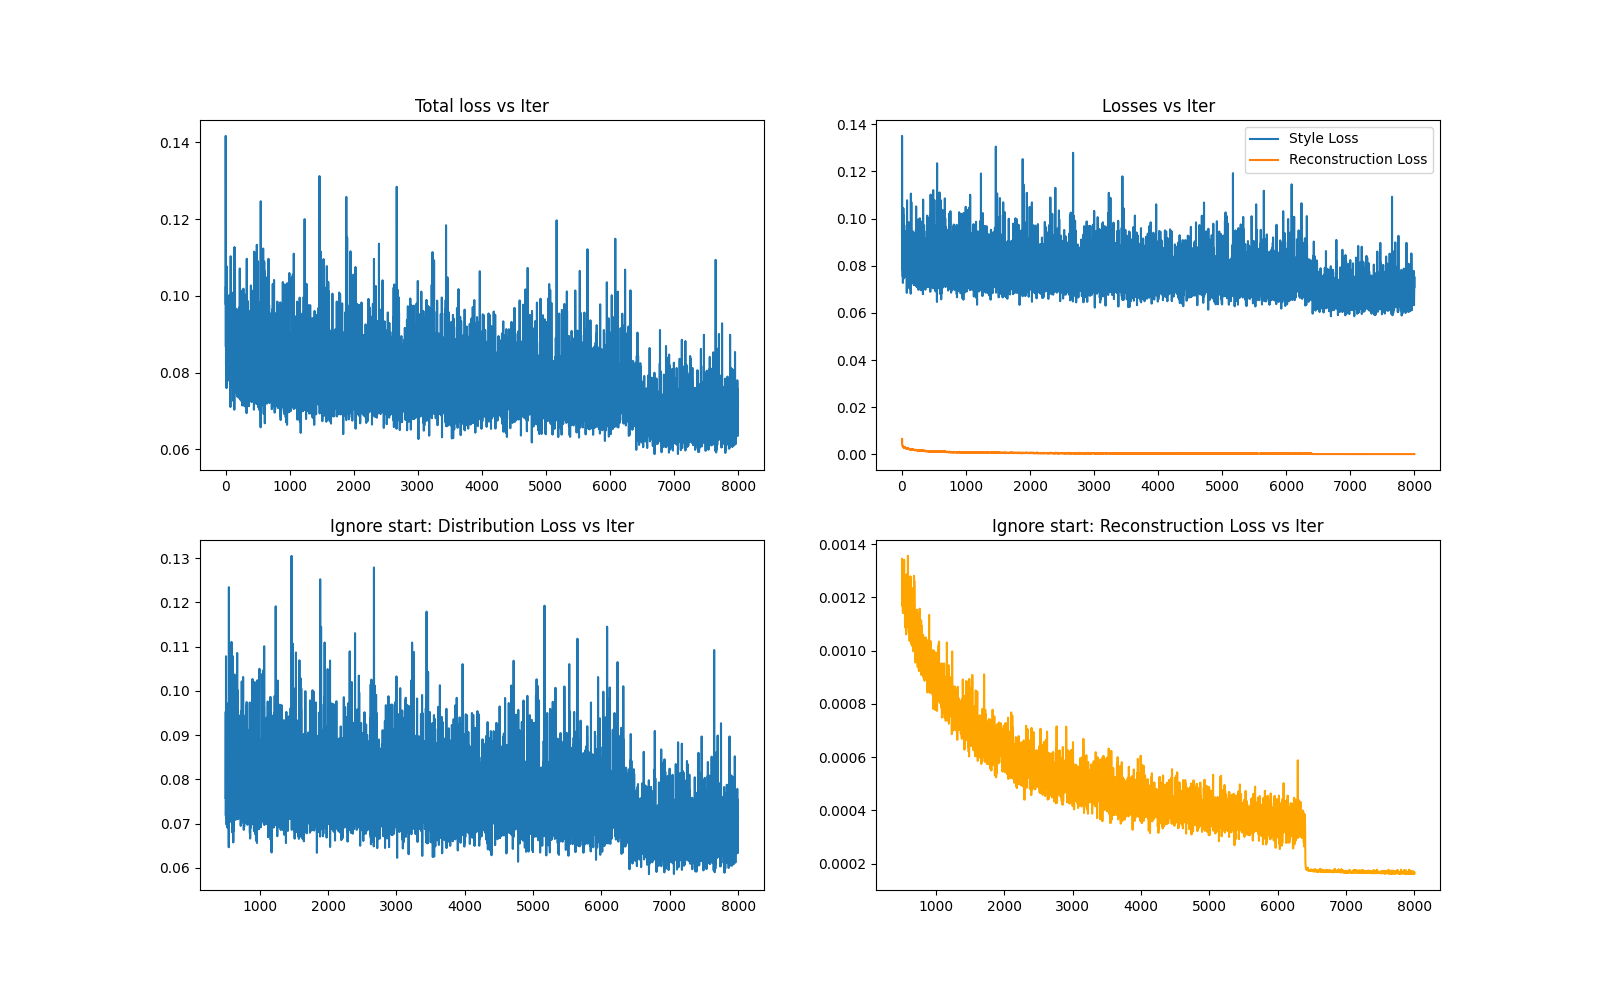 Total loss vs Iter
0.14
0.12
0.10
0.08
0.06
0 1000 2000 3000 4000 5000 6000 7000 8000
Losses vs Iter
Style Loss
Reconstruction Loss
0.14
0.12
0.10
0.08
0.06
0.04
0.02
0.00
0 1000 2000 3000 4000 5000 6000 7000 8000
Ignore start: Distribution Loss vs Iter
0.13
0.12
0.11
0.10
0.09
0.08
0.07
0.06
1000 2000 3000 4000 5000 6000 7000 8000
Ignore start: Reconstruction Loss vs Iter
0.0014
0.0012
0.0010
0.0008
0.0006
0.0004
0.0002
1000 2000 3000 4000 5000 6000 7000 8000